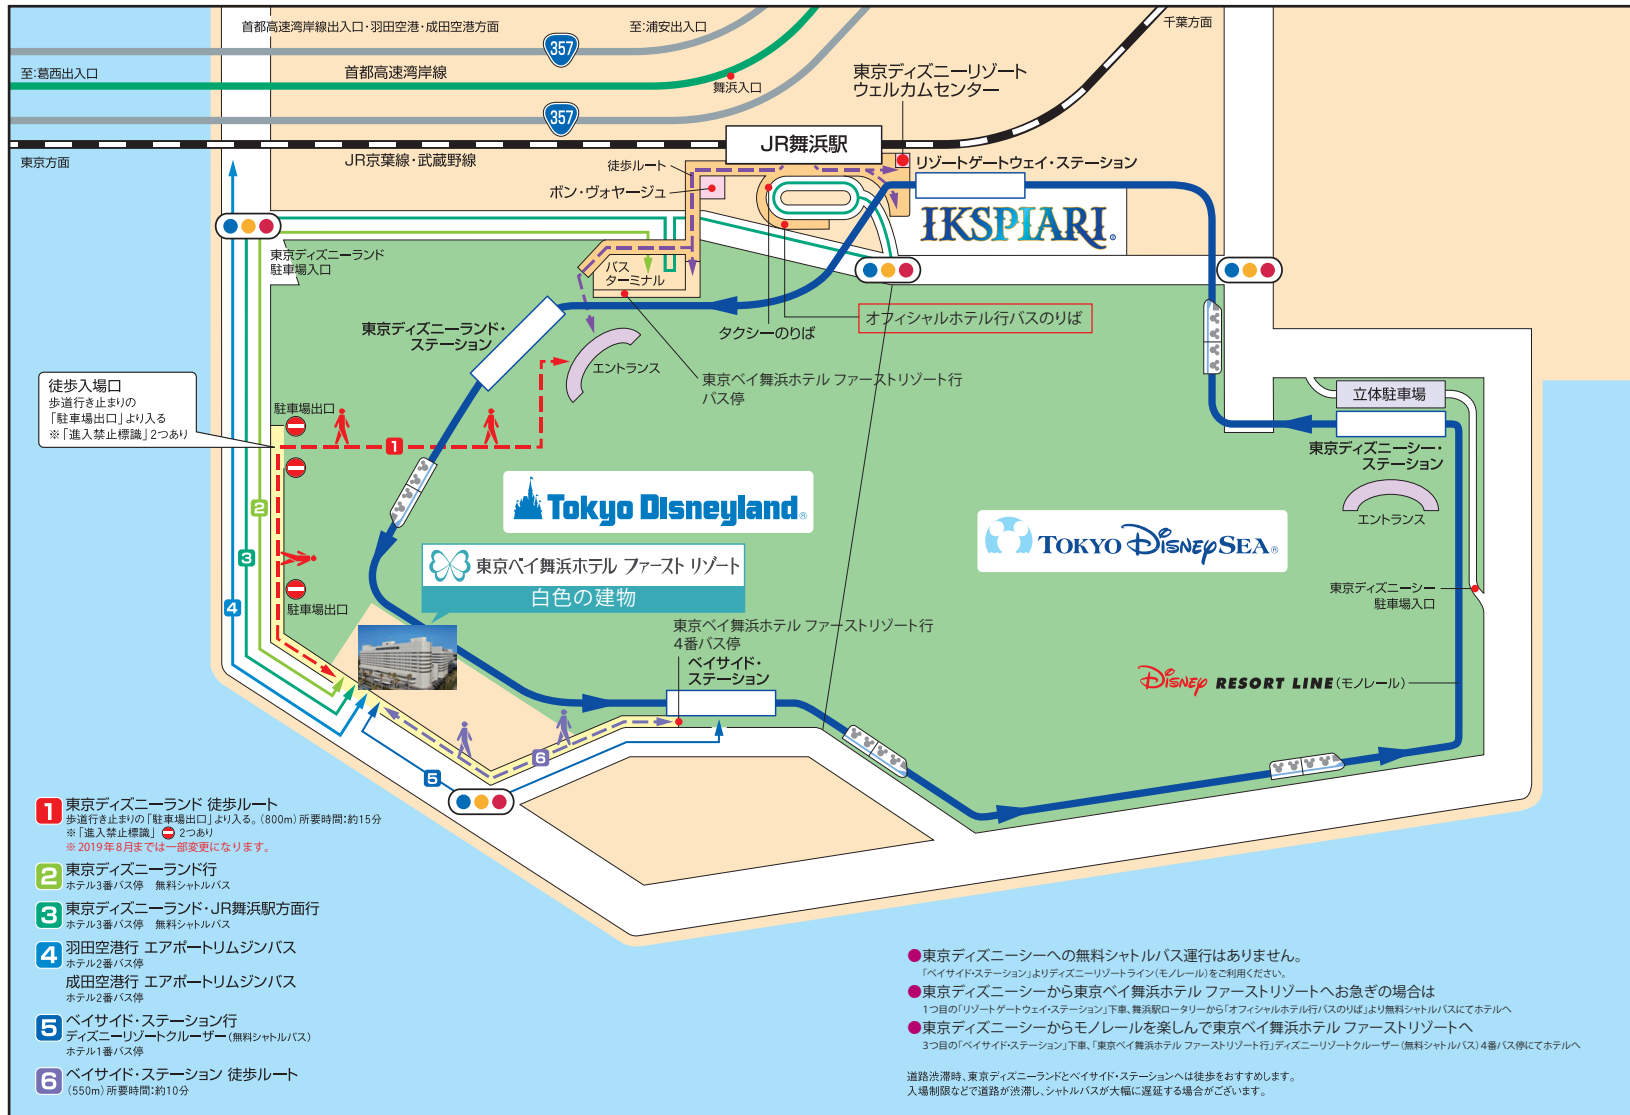 首都高速湾岸線出入口・羽田空港・成田空港方面
至:浦安出入口
千葉方面
357
至:葛西出入口
首都高速湾岸線
舞浜入口
東京ディズニーリゾート
ウェルカムセンター
357
JR舞浜駅
東京方面
JR京葉線・武蔵野線
徒歩ルート
リゾートゲートウェイ・ステーション
ボン・ヴォヤージュ
IKSPIARI®
東京ディズニーランド
駐車場入口
バス
ターミナル
東京ディズニーランド・
ステーション
タクシーのりば
オフィシャルホテル行バスのりば
エントランス
東京ベイ舞浜ホテル ファーストリゾート行
バス停
徒歩入場口
歩道行き止まりの
「駐車場出口」より入る
※「進入禁止標識」2つあり
駐車場出口
1
立体駐車場
東京ディズニーシー・
ステーション
エントランス
Tokyo Disneyland®
TOKYO DisneySEA®
2
3
4
東京ベイ舞浜ホテル ファースト リゾート
白色の建物
駐車場出口
東京ディズニーシー
駐車場入口
東京ベイ舞浜ホテル ファーストリゾート行
4番バス停
ベイサイド・
ステーション
Disney RESORT LINE(モノレール)
6
5
1 東京ディズニーランド 徒歩ルート
歩道行き止まりの「駐車場出口」より入る。(800m)所要時間:約15分
※「進入禁止標識」 2つあり
※2019年8月までは一部変更になります。
2 東京ディズニーランド行
ホテル3番バス停 無料シャトルバス
3 東京ディズニーランド・JR舞浜駅方面行
ホテル3番バス停 無料シャトルバス
4 羽田空港行 エアポートリムジンバス
ホテル2番バス停
成田空港行 エアポートリムジンバス
ホテル2番バス停
5 ベイサイド・ステーション行
ディズニーリゾートクルーザー(無料シャトルバス)
ホテル1番バス停
6 ベイサイド・ステーション 徒歩ルート
(550m)所要時間:約10分
●東京ディズニーシーへの無料シャトルバス運行はありません。
「ベイサイド・ステーション」よりディズニーリゾートライン(モノレール)をご利用ください。
●東京ディズニーシーから東京ベイ舞浜ホテル ファーストリゾートへお急ぎの場合は
1つ目の「リゾートゲートウェイ・ステーション」下車、舞浜駅ロータリーから「オフィシャルホテル行バスのりば」より無料シャトルバスにてホテルへ
●東京ディズニーシーからモノレールを楽しんで東京ベイ舞浜ホテル ファーストリゾートへ
3つ目の「ベイサイド・ステーション」下車、「東京ベイ舞浜ホテル ファーストリゾート行」ディズニーリゾートクルーザー(無料シャトルバス)4番バス停にてホテルへ
道路渋滞時、東京ディズニーランドとベイサイド・ステーションへは徒歩をおすすめします。
入場制限などで道路が渋滞し、シャトルバスが大幅に遅延する場合がございます。